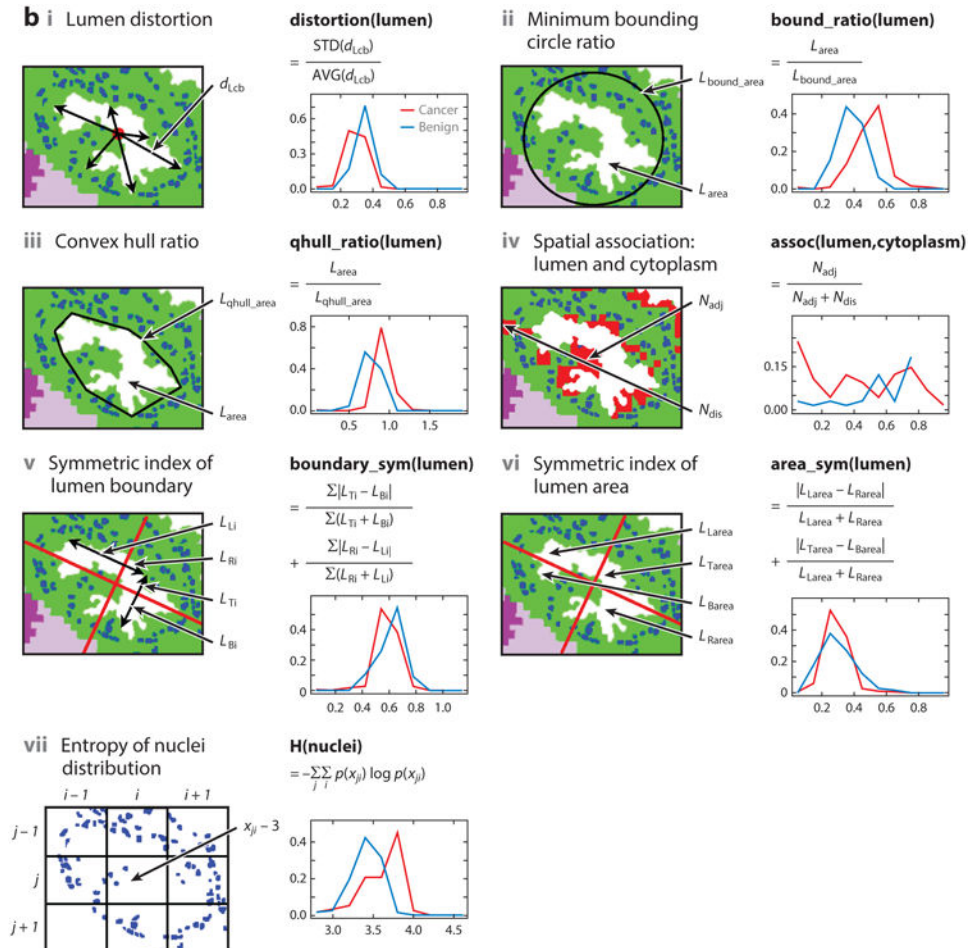 b i Lumen distortion
d_Lcb
distortion(lumen)
= STD(d_Lcb)
AVG(d_Lcb)
Cancer
Benign
0.6
0.3
0.0
0.2 0.4 0.6 0.8
ii Minimum bounding
circle ratio
L_bound_area
L_area
bound_ratio(lumen)
= L_area
L_bound_area
0.4
0.2
0.0
0.2 0.4 0.6 0.8
iii Convex hull ratio
L_qhull_area
L_area
qhull_ratio(lumen)
= L_area
L_qhull_area
0.8
0.4
0.0
0.5 1.0 1.5
iv Spatial association:
lumen and cytoplasm
N_adj
N_dis
assoc(lumen,cytoplasm)
= N_adj
N_adj + N_dis
0.15
0.00
0.2 0.4 0.6 0.8
v Symmetric index of
lumen boundary
L_Li
L_Ri
L_Ti
L_Bi
boundary_sym(lumen)
= Σ|L_Ti – L_Bi|
Σ(L_Ti + L_Bi)
+ Σ|L_Ri – L_Li|
Σ(L_Ri + L_Li)
0.4
0.2
0
0.2 0.4 0.6 0.8 1.0
vi Symmetric index of
lumen area
L_Larea
L_Tarea
L_Barea
L_Rarea
area_sym(lumen)
= |L_Larea – L_Rarea|
L_Larea + L_Rarea
+ |L_Tarea – L_Barea|
L_Larea + L_Rarea
0.4
0.2
0
0.2 0.4 0.6 0.8
vii Entropy of nuclei
distribution
i – 1 i i + 1
j – 1
j
j + 1
x_ji – 3
H(nuclei)
= –Σ_j Σ_i p(x_ji) log p(x_ji)
0.4
0.2
0
3.0 3.5 4.0 4.5